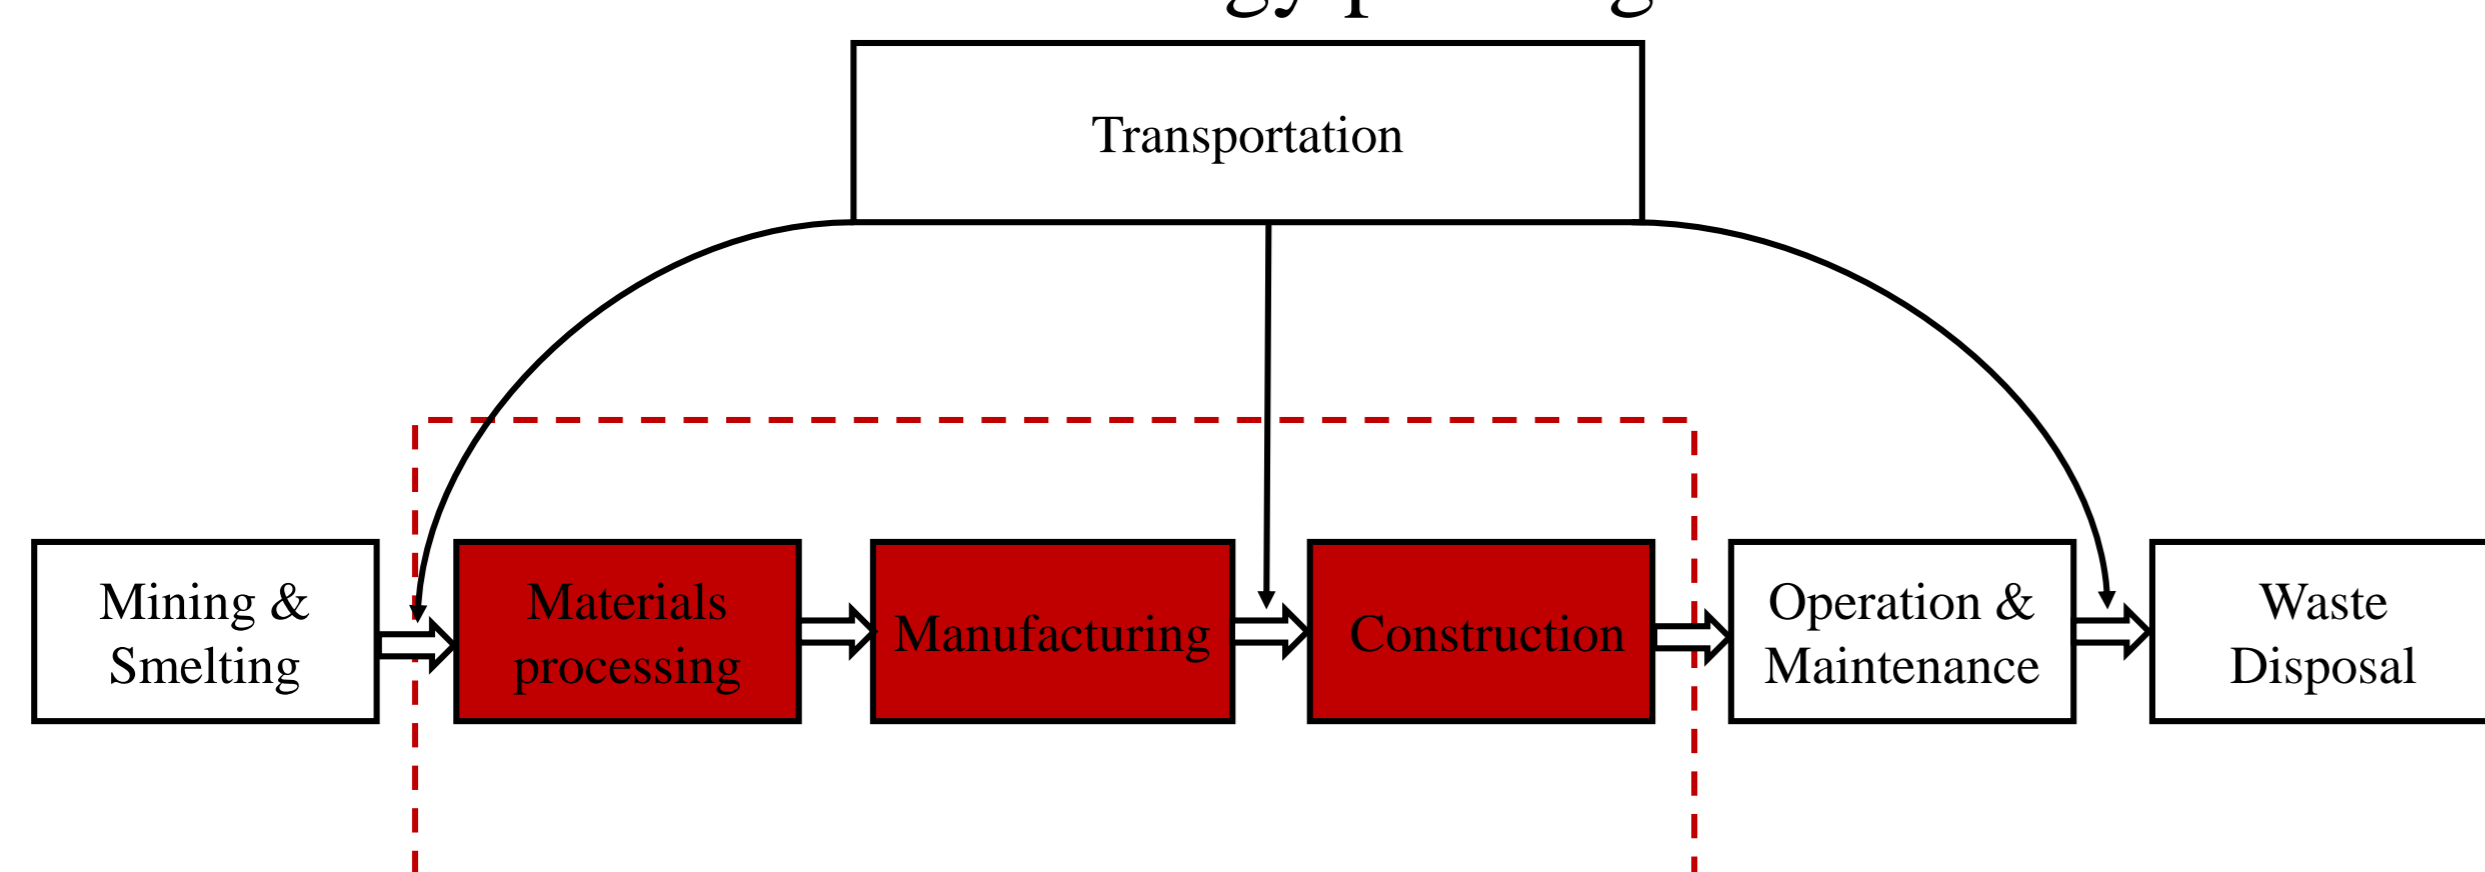 Transportation
Mining &
Smelting
Materials
processing
Manufacturing
Construction
Operation &
Maintenance
Waste
Disposal